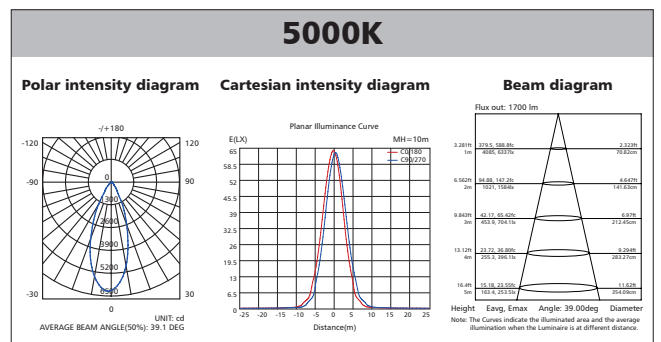 5000K
Polar intensity diagram
Cartesian intensity diagram
Beam diagram
-/+180
-120
120
-90
90
-30
30
0
0
1300
2600
3900
5200
6500
UNIT: cd
AVERAGE BEAM ANGLE(50%): 39.1 DEG
Planar Illuminance Curve
E(LX)
MH=10m
C0/180
C90/270
65
58.5
52
45.5
39
32.5
26
19.5
13
6.5
0
-25 -20 -15 -10 -5 0 5 10 15 20 25
Distance(m)
Flux out: 1700 lm
3.281ft 379.5, 588.8fc 2.323ft
1m 4085, 6337lx 70.82cm
6.562ft 94.88, 147.2fc 4.647ft
2m 1021, 1584lx 141.63cm
9.843ft 42.17, 65.42fc 6.97ft
3m 453.9, 704.1lx 212.45cm
13.12ft 23.72, 36.80fc 9.294ft
4m 255.3, 396.1lx 283.27cm
16.4ft 15.18, 23.55fc 11.62ft
5m 163.4, 253.5lx 354.09cm
Height Eavg, Emax Angle: 39.00deg Diameter
Note: The Curves indicate the illuminated area and the average
illumination when the Luminaire is at different distance.